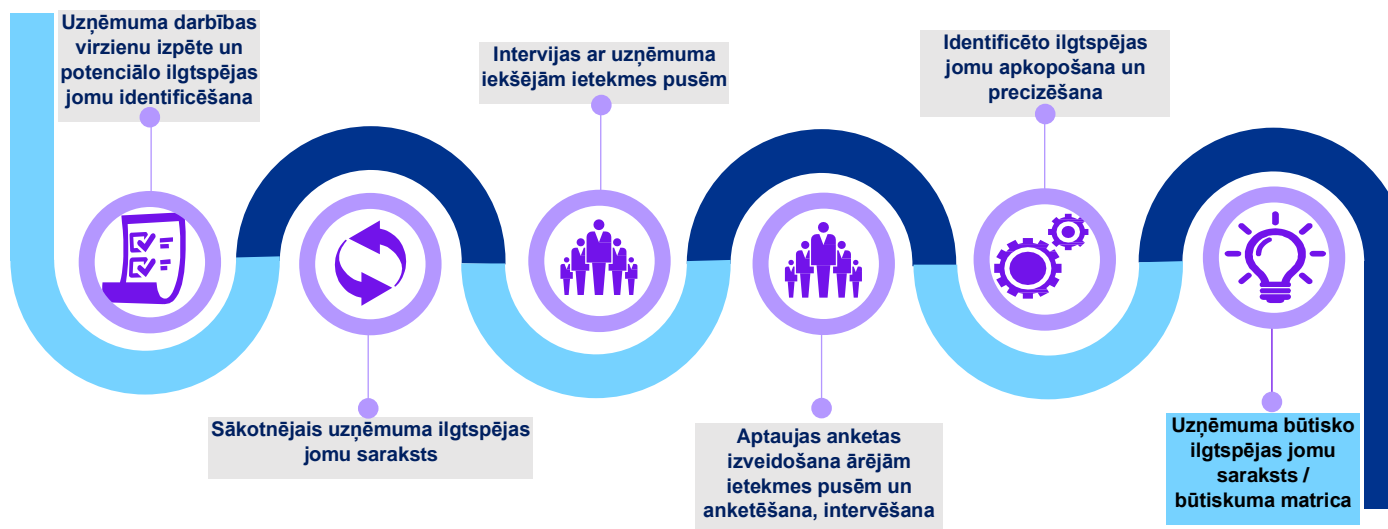 Uzņēmuma darbības
virzienu izpēte un
potenciālo ilgtspējas
jomu identificēšana
Sākotnējais uzņēmuma ilgtspējas
jomu saraksts
Intervijas ar uzņēmuma
iekšējām ietekmes pusēm
Aptaujas anketas
izveidošana ārējām
ietekmes pusēm un
anketēšana, intervēšana
Identificēto ilgtspējas
jomu apkopošana un
precizēšana
Uzņēmuma būtisko
ilgtspējas jomu
saraksts /
būtiskuma matrica